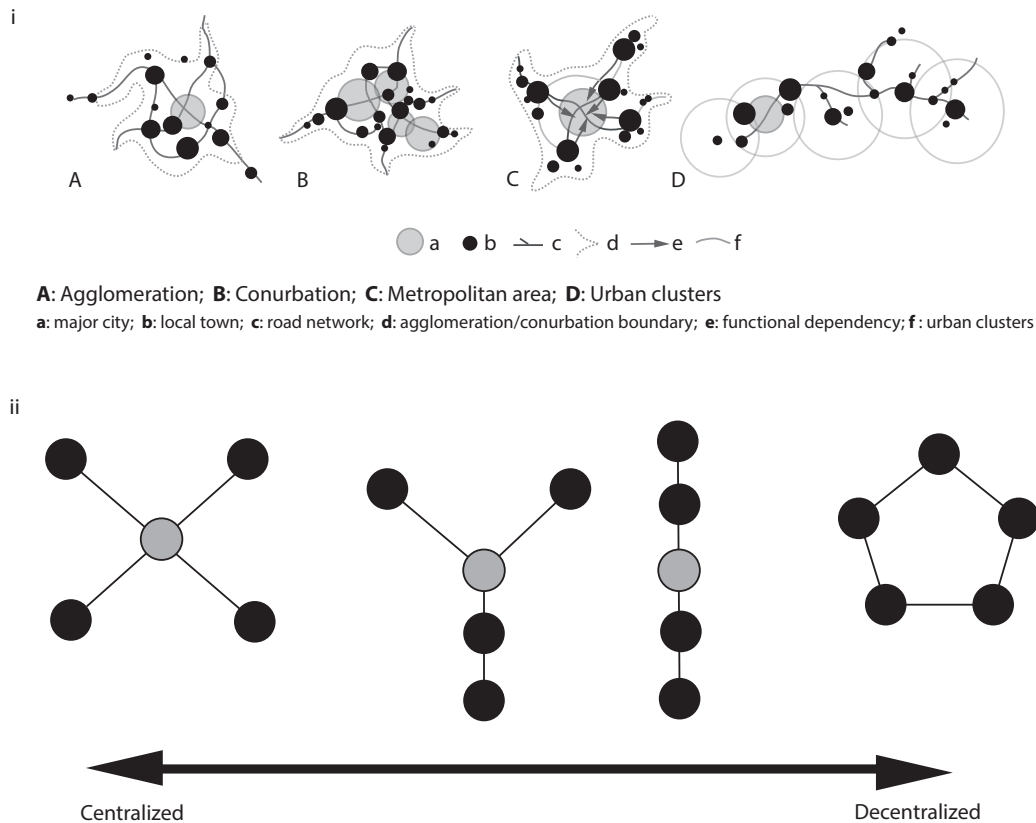 i
A
B
C
D
a b c d e f
A: Agglomeration; B: Conurbation; C: Metropolitan area; D: Urban clusters
a: major city; b: local town; c: road network; d: agglomeration/conurbation boundary; e: functional dependency; f : urban clusters
ii
Centralized
Decentralized